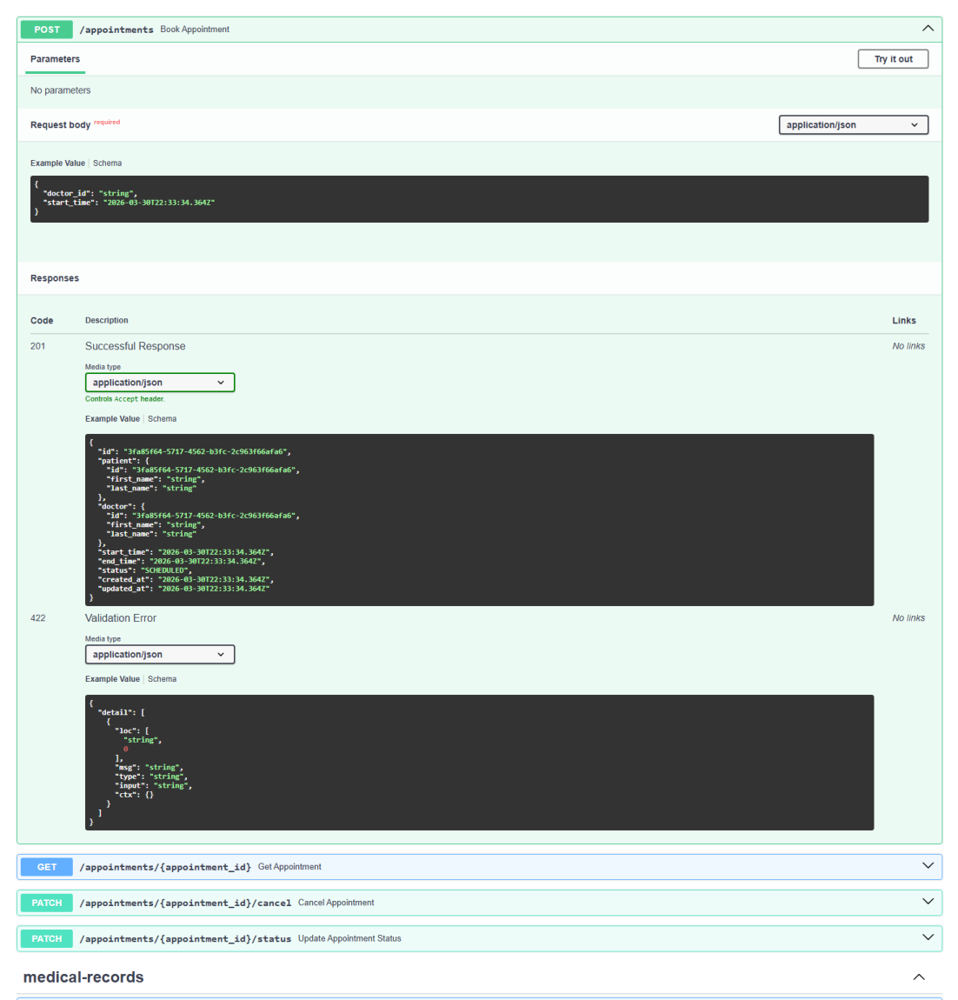 POST /appointments Book Appointment
Parameters
Try it out
No parameters
Request body required
application/json
Example Value Schema
{
"doctor_id": "string",
"start_time": "2026-03-30T22:33:34.364Z"
}
Responses
Code Description Links
201 Successful Response No links
Media type
application/json
Controls Accept header.
Example Value Schema
{
"id": "3fa85f64-5717-4562-b3fc-2c963f66afa6",
"patient": {
"id": "3fa85f64-5717-4562-b3fc-2c963f66afa6",
"first_name": "string",
"last_name": "string"
},
"doctor": {
"id": "3fa85f64-5717-4562-b3fc-2c963f66afa6",
"first_name": "string",
"last_name": "string"
},
"start_time": "2026-03-30T22:33:34.364Z",
"end_time": "2026-03-30T22:33:34.364Z",
"status": "SCHEDULED",
"created_at": "2026-03-30T22:33:34.364Z",
"updated_at": "2026-03-30T22:33:34.364Z"
}
422 Validation Error No links
Media type
application/json
Example Value Schema
{
"detail": [
{
"loc": [
"string",
0
],
"msg": "string",
"type": "string",
"input": "string",
"ctx": {}
}
]
}
GET /appointments/{appointment_id} Get Appointment
PATCH /appointments/{appointment_id}/cancel Cancel Appointment
PATCH /appointments/{appointment_id}/status Update Appointment Status
medical-records